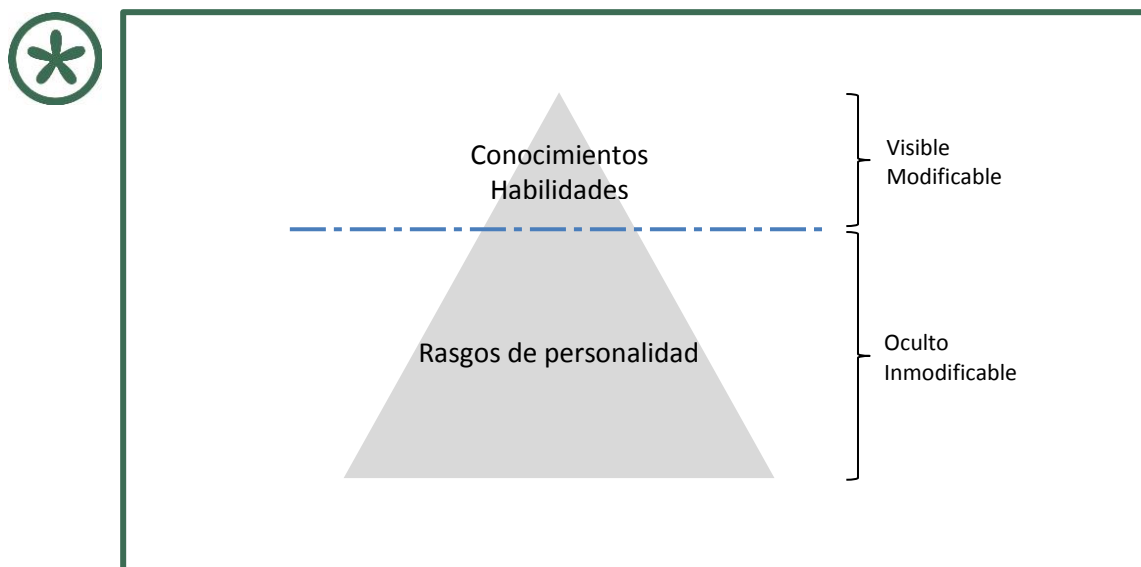 Conocimientos
Habilidades
Visible
Modificable
Rasgos de personalidad
Oculto
Inmodificable